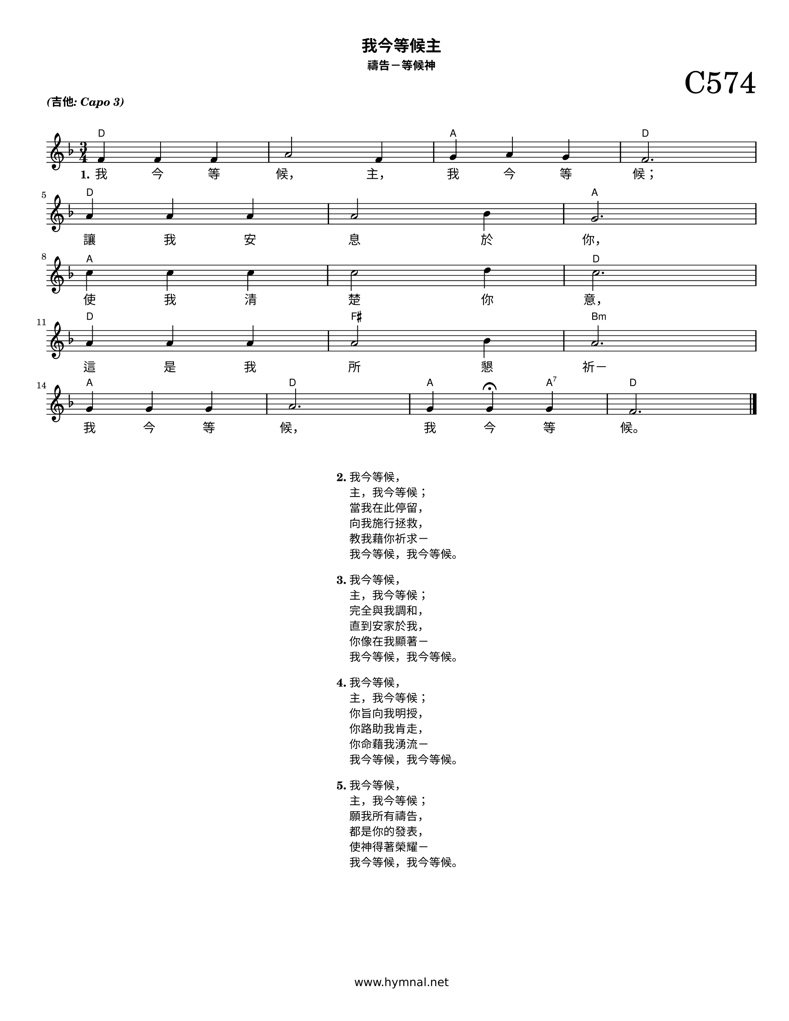 我今等候主
禱告－等候神
C574
(吉他: Capo 3)
D A D
3
4
1. 我 今 等 候， 主， 我 今 等 候；
5 D A
讓 我 安 息 於 你，
8 A D
使 我 清 楚 你 意，
11 D F♯ Bm
這 是 我 所 懇 祈－
14 A D A A7 D
我 今 等 候， 我 今 等 候。
2. 我今等候，
主，我今等候；
當我在此停留，
向我施行拯救，
教我藉你祈求－
我今等候，我今等候。
3. 我今等候，
主，我今等候；
完全與我調和，
直到安家於我，
你像在我顯著－
我今等候，我今等候。
4. 我今等候，
主，我今等候；
你旨向我明授，
你路助我肯走，
你命藉我湧流－
我今等候，我今等候。
5. 我今等候，
主，我今等候；
願我所有禱告，
都是你的發表，
使神得著榮耀－
我今等候，我今等候。
www.hymnal.net